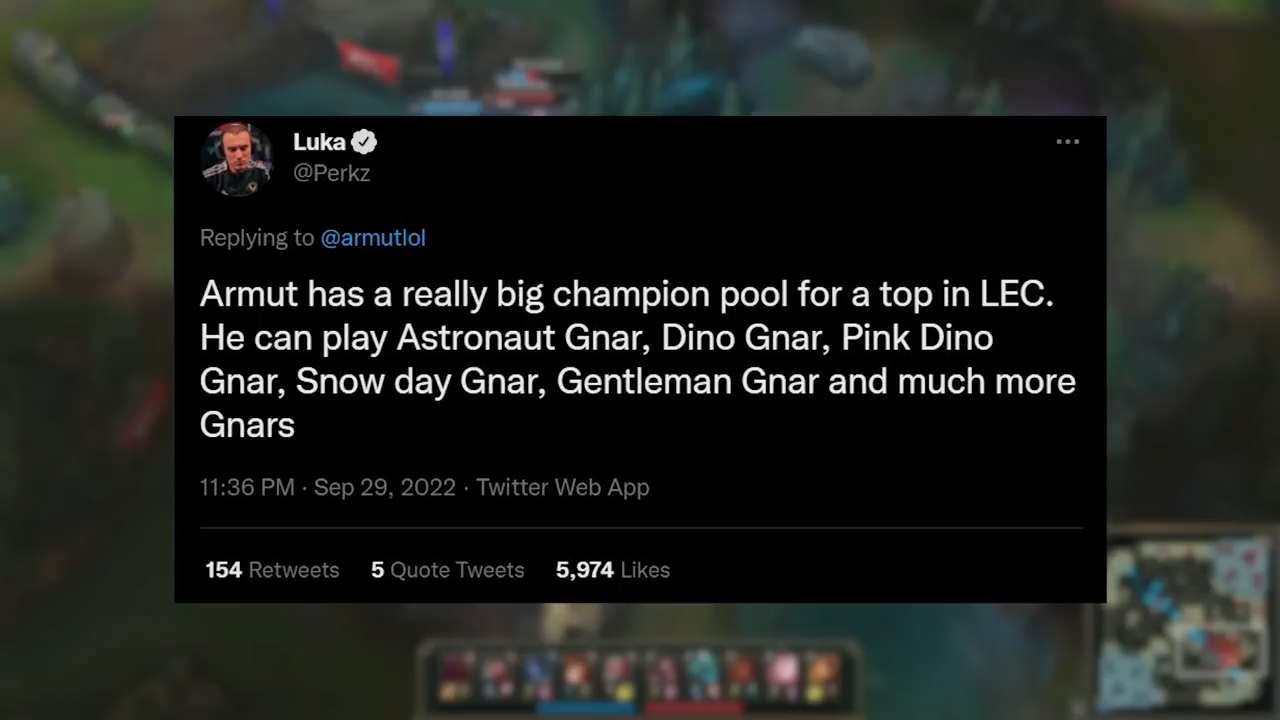 Luka
@Perkz
Replying to @armutlol
Armut has a really big champion pool for a top in LEC.
He can play Astronaut Gnar, Dino Gnar, Pink Dino
Gnar, Snow day Gnar, Gentleman Gnar and much more
Gnars
11:36 PM · Sep 29, 2022 · Twitter Web App
154 Retweets 5 Quote Tweets 5,974 Likes